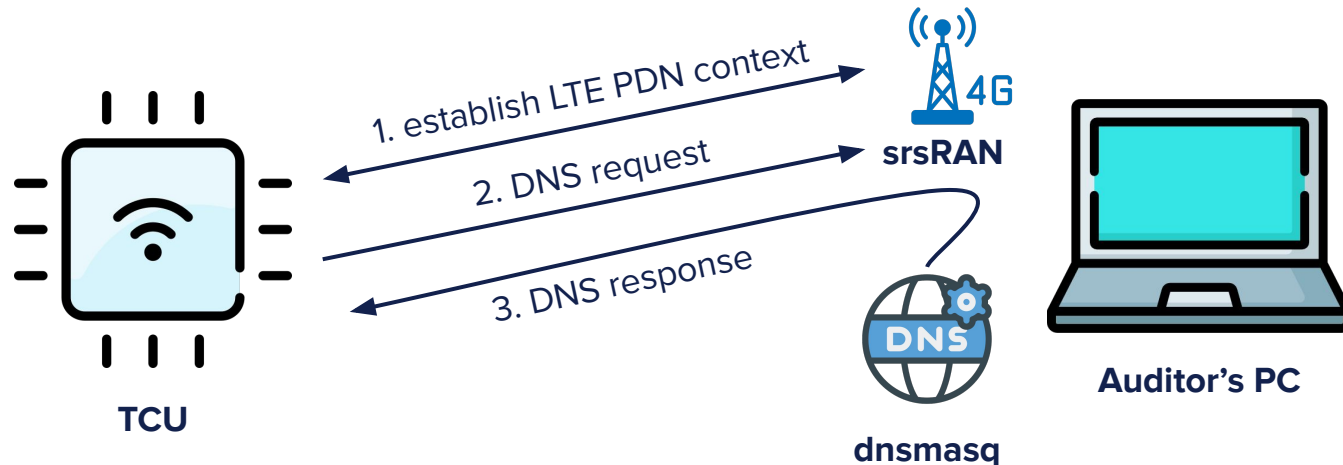 1. establish LTE PDN context
4G
srsRAN
2. DNS request
3. DNS response
DNS
TCU
dnsmasq
Auditor’s PC